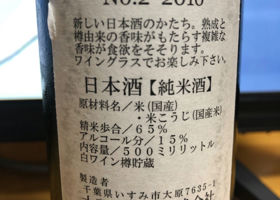 No.2 2016
新しい日本酒のかたち。熟成と
樽由来の香味がもたらす複雑な
香味が食欲をそそります。
ワイングラスでお楽しみ下さい。
日本酒【純米酒】
原材料名／米(国産)
・米こうじ(国産米)
精米歩合／65%
アルコール分／15%
内容量／500ミリリットル
白ワイン樽貯蔵
製造者
千葉県いすみ市大原7635-1